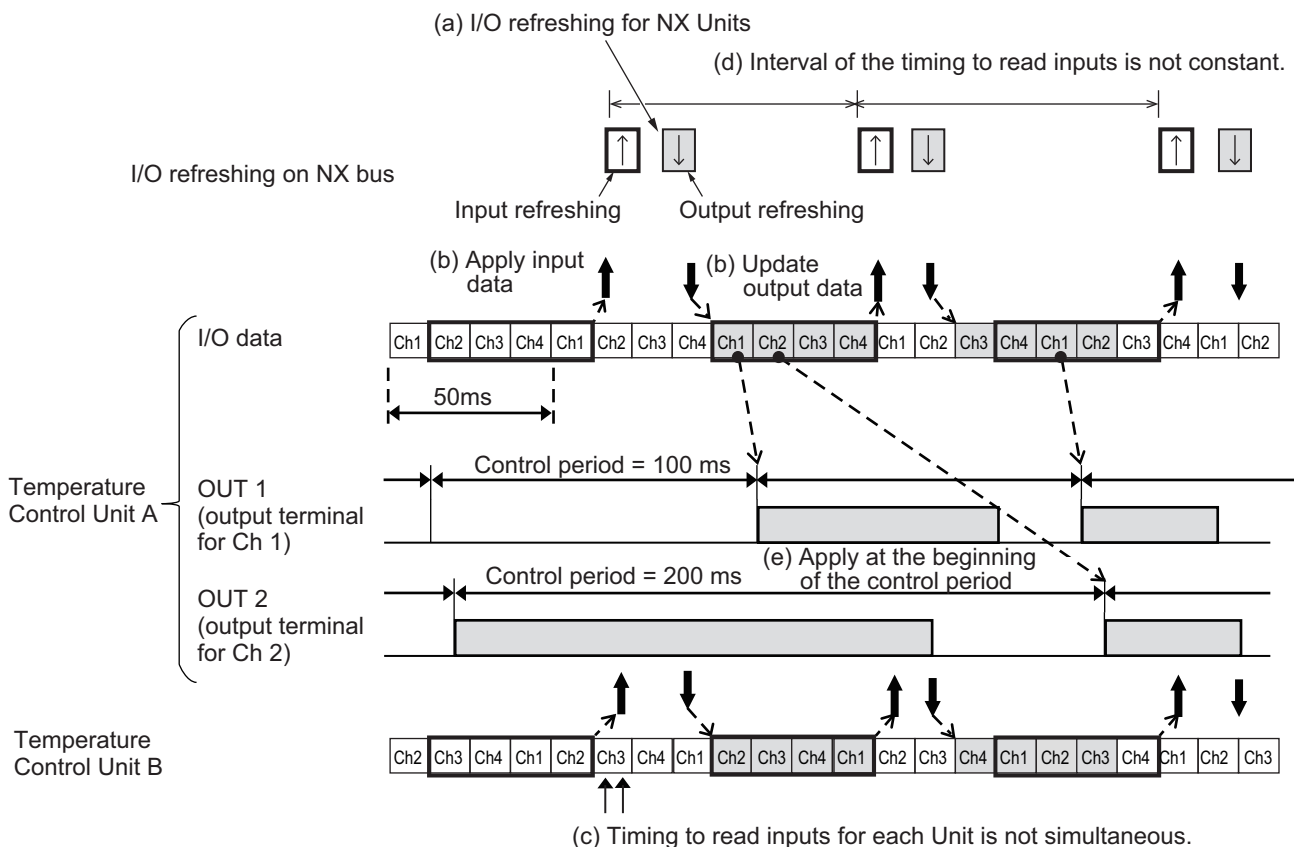 (a) I/O refreshing for NX Units
(d) Interval of the timing to read inputs is not constant.
I/O refreshing on NX bus
Input refreshing
Output refreshing
(b) Apply input
data
(b) Update
output data
I/O data
Ch1 Ch2 Ch3 Ch4 Ch1 Ch2 Ch3 Ch4 Ch1 Ch2 Ch3 Ch4 Ch1 Ch2 Ch3 Ch4 Ch1 Ch2 Ch3 Ch4 Ch1 Ch2
50ms
Temperature
Control Unit A
Control period = 100 ms
OUT 1
(output terminal
for Ch 1)
(e) Apply at the beginning
of the control period
Control period = 200 ms
OUT 2
(output terminal
for Ch 2)
Temperature
Control Unit B
Ch2 Ch3 Ch4 Ch1 Ch2 Ch3 Ch4 Ch1 Ch2 Ch3 Ch4 Ch1 Ch2 Ch3 Ch4 Ch1 Ch2 Ch3 Ch4 Ch1 Ch2 Ch3
(c) Timing to read inputs for each Unit is not simultaneous.